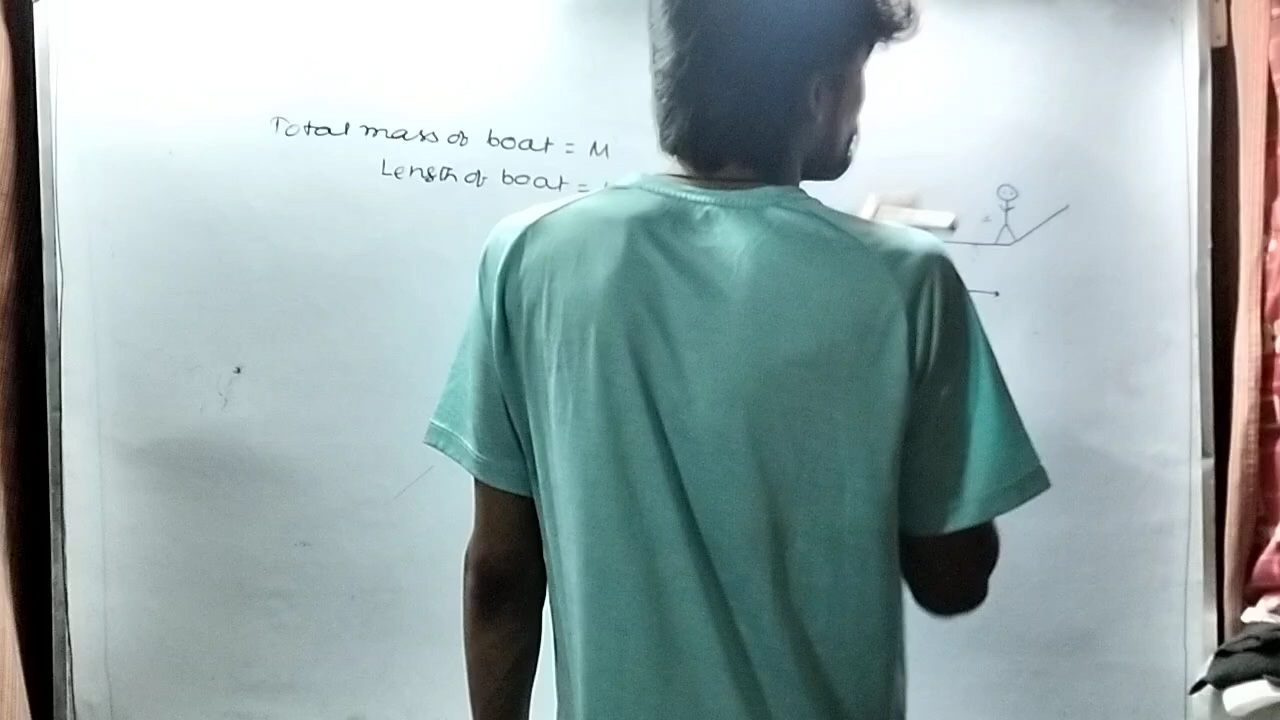 Total mass of boat = M
Length of boat =